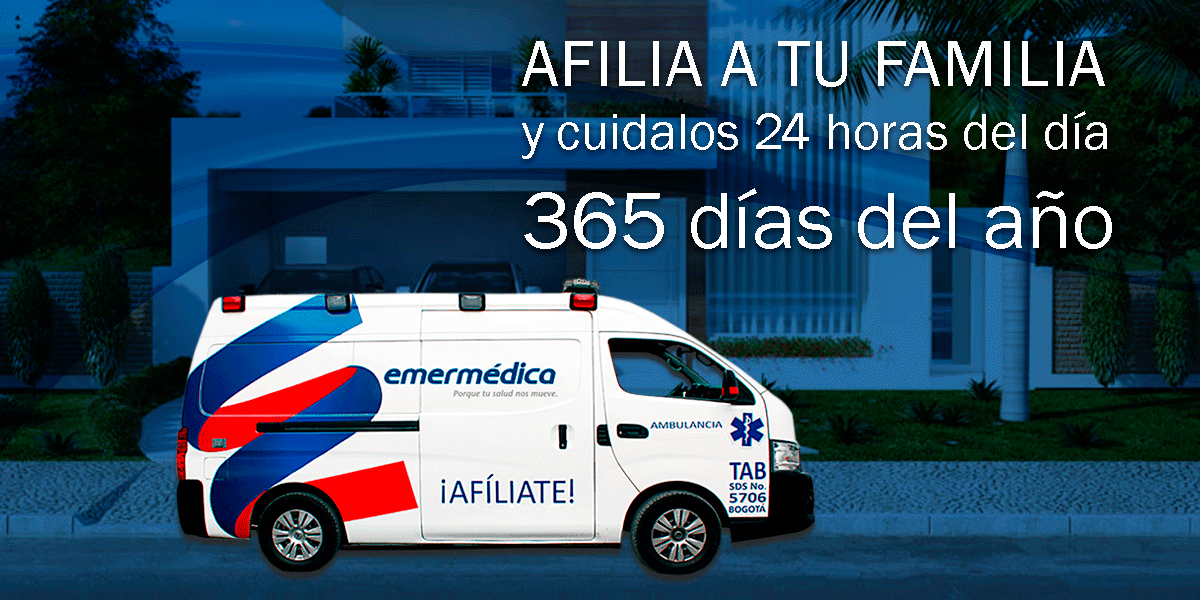 AFILIA A TU FAMILIA
y cuidalos 24 horas del día
365 días del año
emermédica
Porque tu salud nos mueve.
AMBULANCIA
TAB
SDS No.
5706
BOGOTÁ
¡AFÍLIATE!